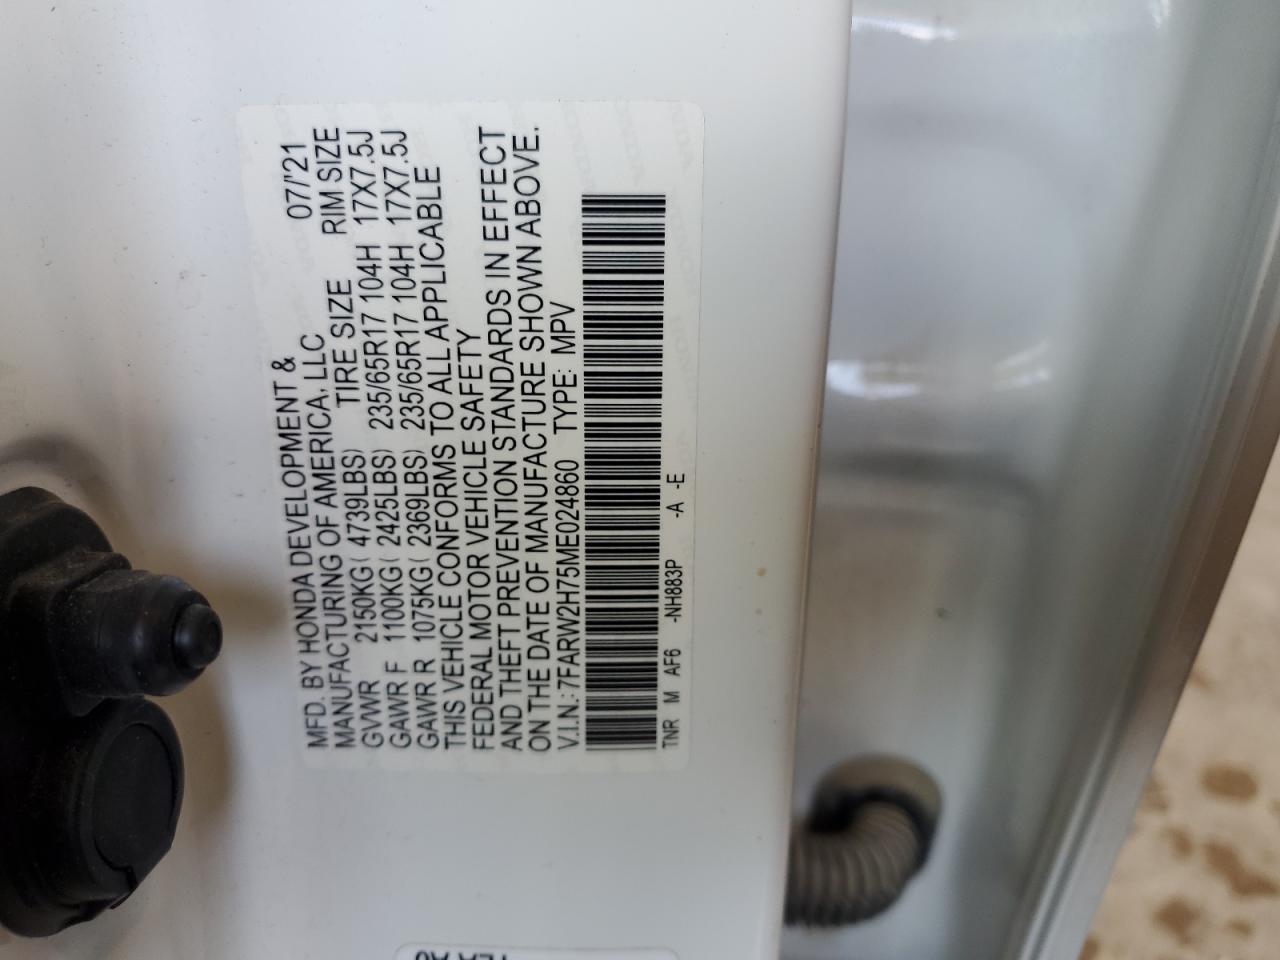 MFD. BY HONDA DEVELOPMENT &
MANUFACTURING OF AMERICA, LLC 07/'21
GVWR 2150KG( 4739LBS) TIRE SIZE RIM SIZE
GAWR F 1100KG( 2425LBS) 235/65R17 104H 17X7.5J
GAWR R 1075KG( 2369LBS) 235/65R17 104H 17X7.5J
THIS VEHICLE CONFORMS TO ALL APPLICABLE
FEDERAL MOTOR VEHICLE SAFETY
AND THEFT PREVENTION STANDARDS IN EFFECT
ON THE DATE OF MANUFACTURE SHOWN ABOVE.
V.I.N.: 7FARW2H75ME024860 TYPE: MPV
TNR M AF6 -NH883P -A -E